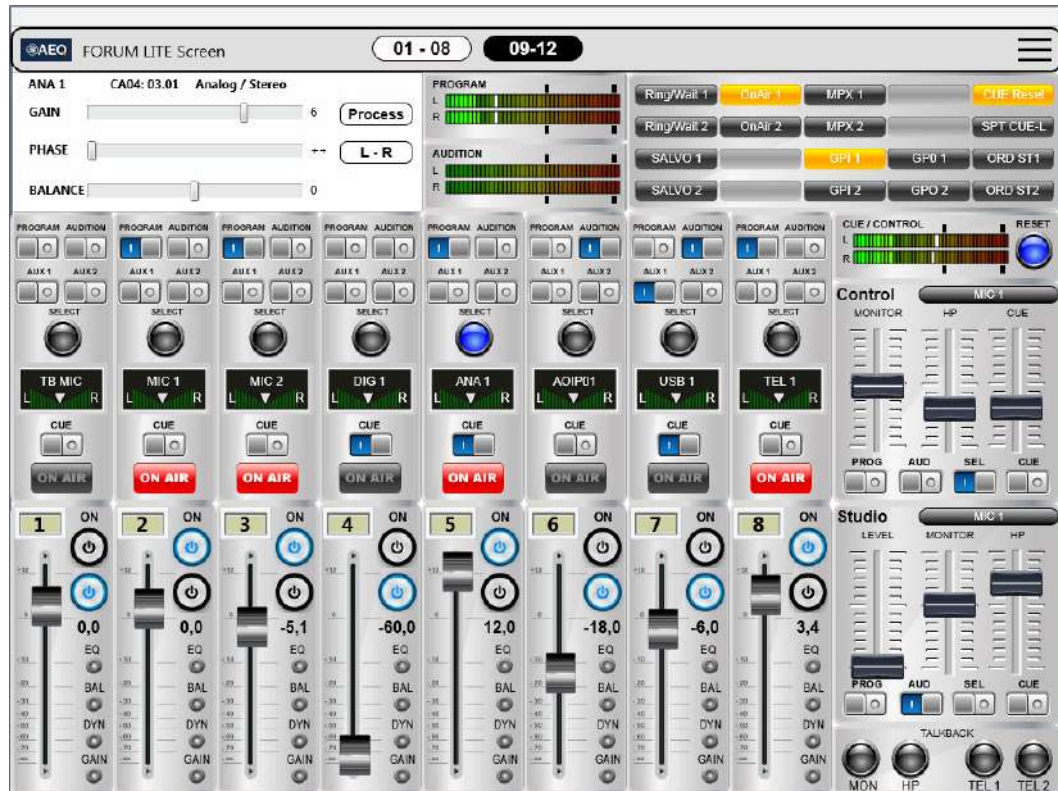 AEQ FORUM LITE Screen 01 - 08 09-12
ANA 1 CA04: 03.01 Analog / Stereo
GAIN 6 Process
PHASE ++ L - R
BALANCE 0
PROGRAM
L
R
AUDITION
L
R
Ring/Wait 1 OnAir 1 MPX 1 CUE Reset
Ring/Wait 2 OnAir 2 MPX 2 SPT CUE-L
SALVO 1 GPI 1 GPO 1 ORD ST1
SALVO 2 GPI 2 GPO 2 ORD ST2
PROGRAM AUDITION PROGRAM AUDITION PROGRAM AUDITION PROGRAM AUDITION PROGRAM AUDITION PROGRAM AUDITION PROGRAM AUDITION PROGRAM AUDITION
AUX 1 AUX 2 AUX 1 AUX 2 AUX 1 AUX 2 AUX 1 AUX 2 AUX 1 AUX 2 AUX 1 AUX 2 AUX 1 AUX 2 AUX 1 AUX 2
SELECT SELECT SELECT SELECT SELECT SELECT SELECT SELECT
TB MIC MIC 1 MIC 2 DIG 1 ANA 1 AOIP01 USB 1 TEL 1
L R L R L R L R L R L R L R L R
CUE CUE CUE CUE CUE CUE CUE CUE
ON AIR ON AIR ON AIR ON AIR ON AIR ON AIR ON AIR ON AIR
1 ON 2 ON 3 ON 4 ON 5 ON 6 ON 7 ON 8 ON
0,0 0,0 -5,1 -60,0 12,0 -18,0 -6,0 3,4
EQ EQ EQ EQ EQ EQ EQ EQ
BAL BAL BAL BAL BAL BAL BAL BAL
DYN DYN DYN DYN DYN DYN DYN DYN
GAIN GAIN GAIN GAIN GAIN GAIN GAIN GAIN
CUE / CONTROL RESET
L
R
Control MIC 1
MONITOR HP CUE
PROG AUD SEL CUE
Studio MIC 1
LEVEL MONITOR HP
PROG AUD SEL CUE
TALKBACK
MON HP TEL 1 TEL 2